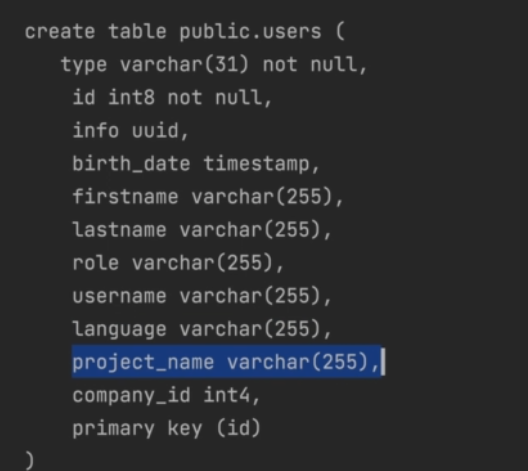 create table public.users (
type varchar(31) not null,
id int8 not null,
info uuid,
birth_date timestamp,
firstname varchar(255),
lastname varchar(255),
role varchar(255),
username varchar(255),
language varchar(255),
project_name varchar(255),
company_id int4,
primary key (id)
)